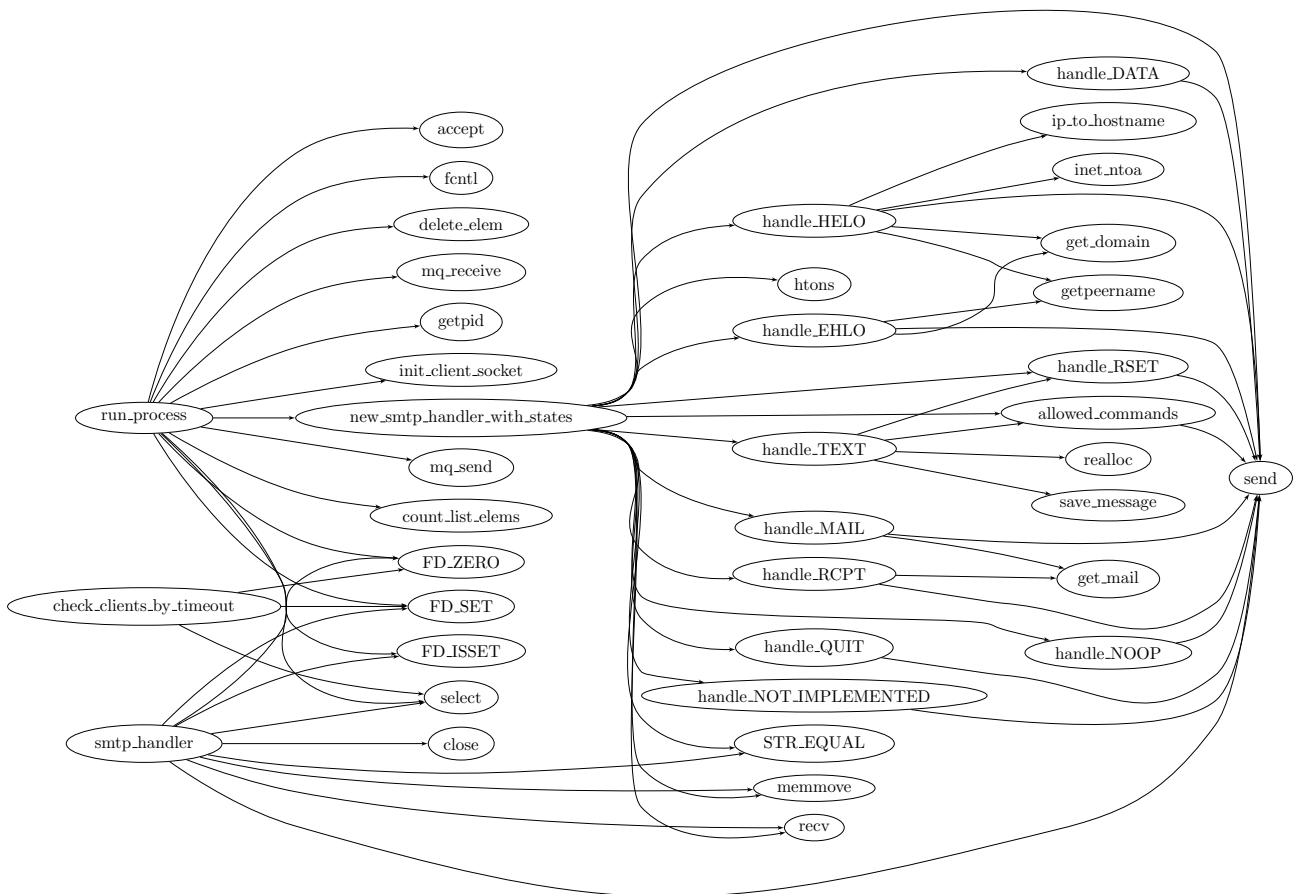 handle_DATA
ip_to_hostname
accept
inet_ntoa
fcntl
handle_HELO
delete_elem
get_domain
mq_receive
htons
getpeername
getpid
handle_EHLO
init_client_socket
handle_RSET
run_process
new_smtp_handler_with_states
allowed_commands
handle_TEXT
realloc
mq_send
send
save_message
count_list_elems
handle_MAIL
FD_ZERO
handle_RCPT
get_mail
check_clients_by_timeout
FD_SET
handle_QUIT
FD_ISSET
handle_NOOP
select
handle_NOT_IMPLEMENTED
smtp_handler
close
STR_EQUAL
memmove
recv